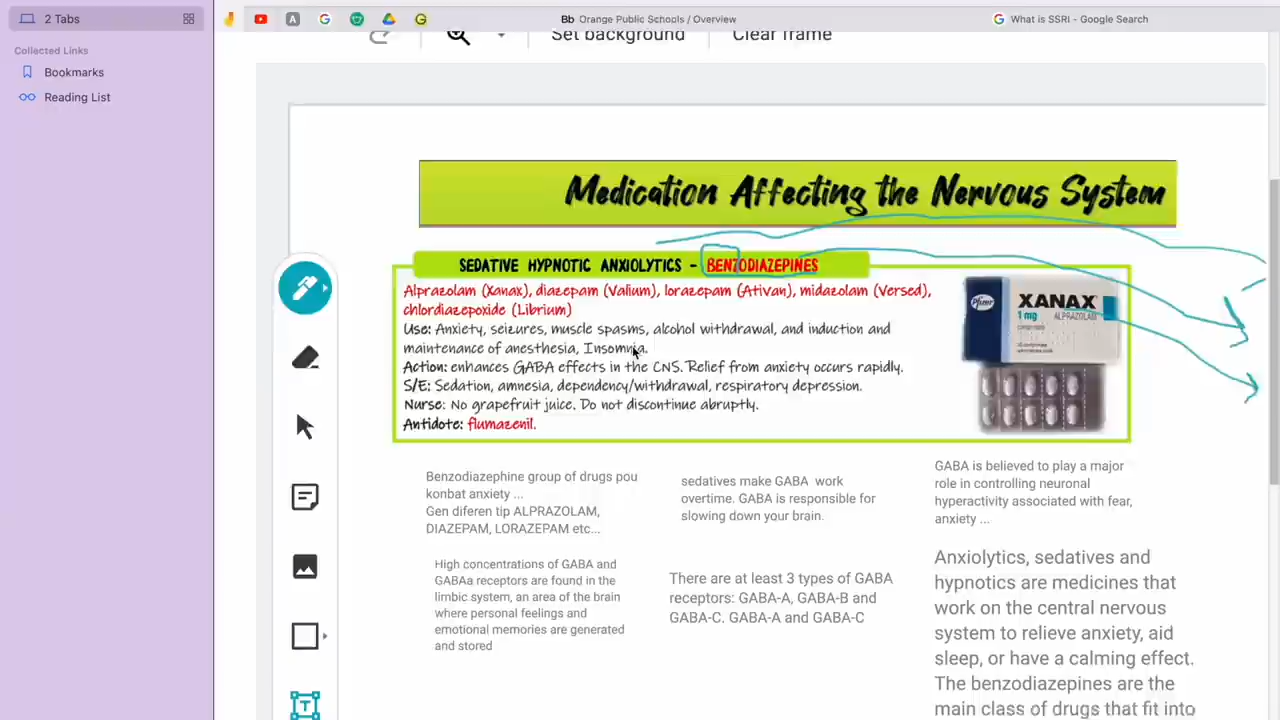 2 Tabs
Bb Orange Public Schools / Overview
What is SSRI - Google Search
Collected Links
Bookmarks
Reading List
Set background
Clear frame
Medication Affecting the Nervous System
SEDATIVE HYPNOTIC ANXIOLYTICS - BENZODIAZEPINES
Alprazolam (Xanax), diazepam (Valium), lorazepam (Ativan), midazolam (Versed),
chlordiazepoxide (Librium)
Use: Anxiety, seizures, muscle spasms, alcohol withdrawal, and induction and
maintenance of anesthesia, Insomnia.
Action: enhances GABA effects in the CNS. Relief from anxiety occurs rapidly.
S/E: Sedation, amnesia, dependency/withdrawal, respiratory depression.
Nurse: No grapefruit juice. Do not discontinue abruptly.
Antidote: flumazenil.
Pfizer
XANAX
1 mg
ALPRAZOLAM
Benzodiazephine group of drugs pou
konbat anxiety ...
Gen diferen tip ALPRAZOLAM,
DIAZEPAM, LORAZEPAM etc...
sedatives make GABA work
overtime. GABA is responsible for
slowing down your brain.
GABA is believed to play a major
role in controlling neuronal
hyperactivity associated with fear,
anxiety ...
High concentrations of GABA and
GABAa receptors are found in the
limbic system, an area of the brain
where personal feelings and
emotional memories are generated
and stored
There are at least 3 types of GABA
receptors: GABA-A, GABA-B and
GABA-C. GABA-A and GABA-C
Anxiolytics, sedatives and
hypnotics are medicines that
work on the central nervous
system to relieve anxiety, aid
sleep, or have a calming effect.
The benzodiazepines are the
main class of drugs that fit into